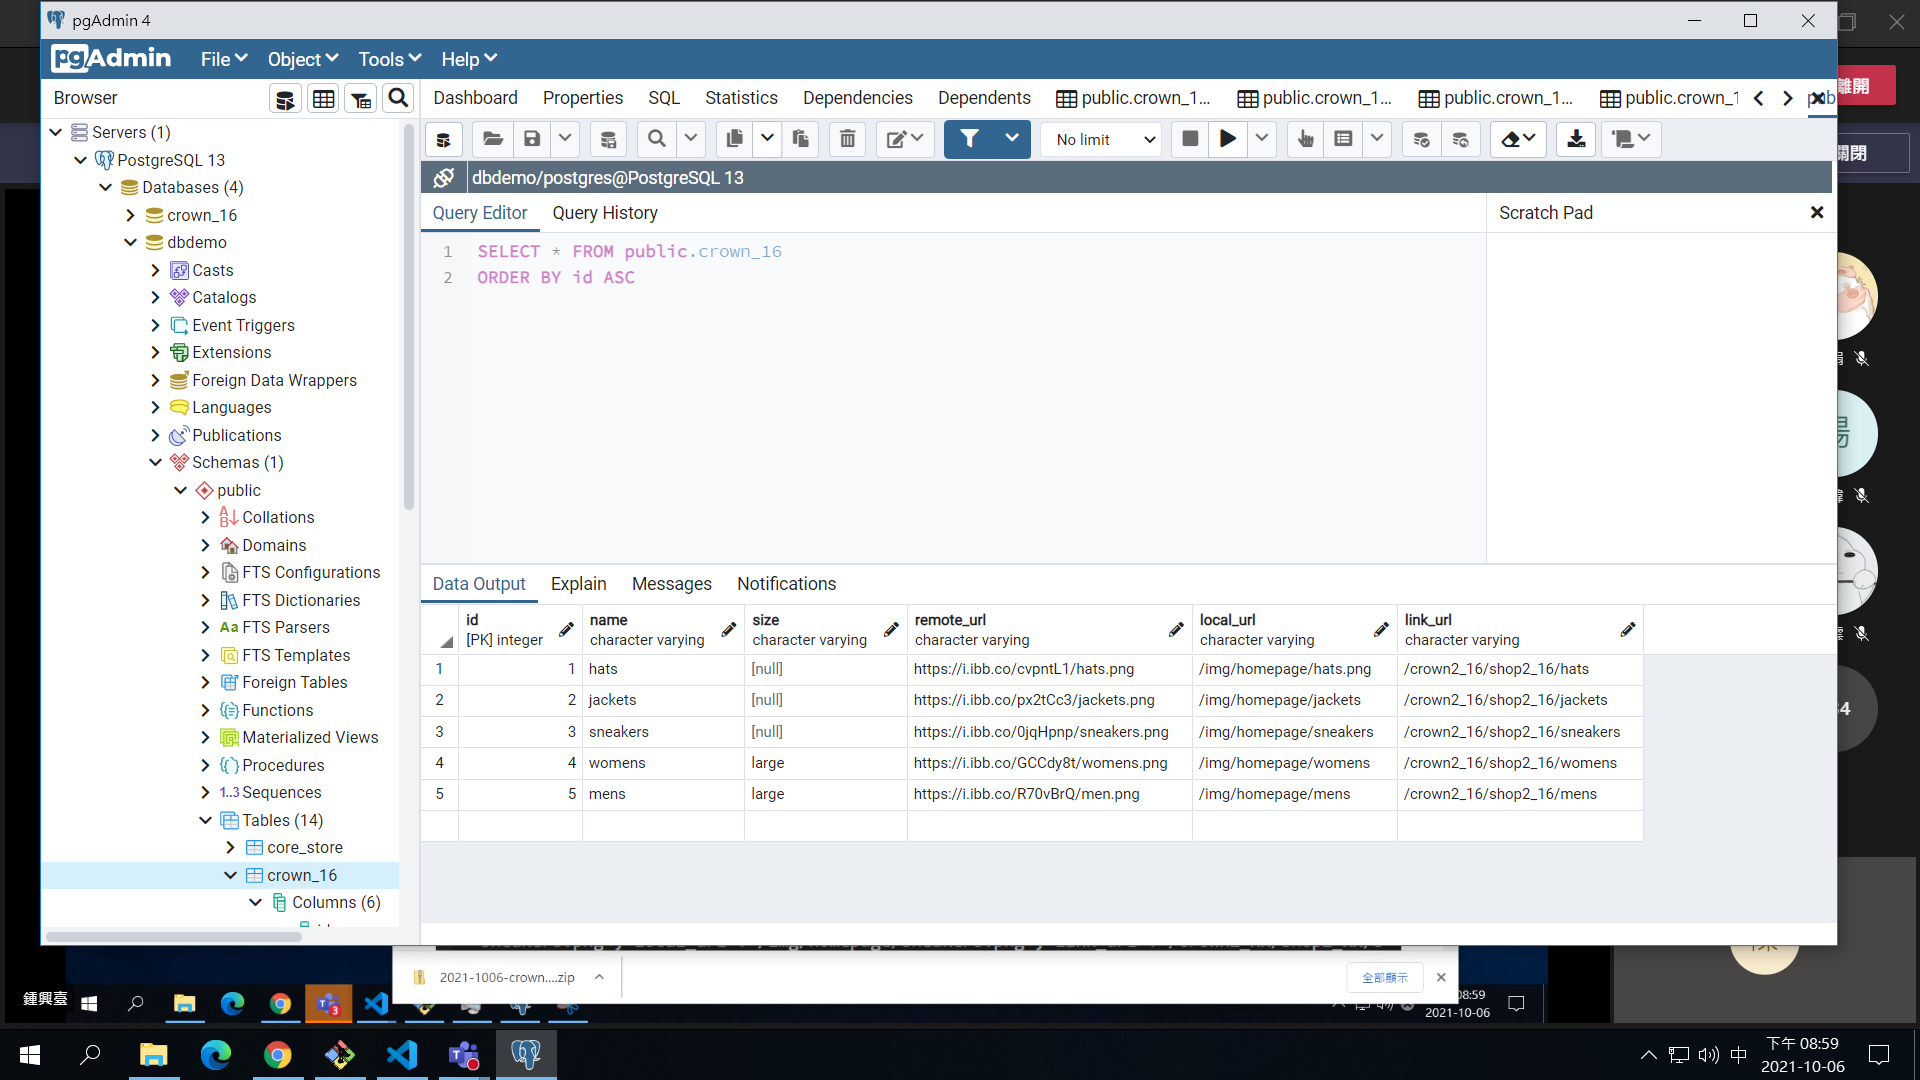 pgAdmin 4
pgAdmin
File
Object
Tools
Help
Browser
Dashboard
Properties
SQL
Statistics
Dependencies
Dependents
public.crown_1...
public.crown_1...
public.crown_1...
public.crown_1
pub
離開
關閉
No limit
dbdemo/postgres@PostgreSQL 13
Query Editor
Query History
Scratch Pad
1 SELECT * FROM public.crown_16
2 ORDER BY id ASC
Servers (1)
PostgreSQL 13
Databases (4)
crown_16
dbdemo
Casts
Catalogs
Event Triggers
Extensions
Foreign Data Wrappers
Languages
Publications
Schemas (1)
public
Collations
Domains
FTS Configurations
FTS Dictionaries
FTS Parsers
FTS Templates
Foreign Tables
Functions
Materialized Views
Procedures
Sequences
Tables (14)
core_store
crown_16
Columns (6)
Data Output
Explain
Messages
Notifications
id [PK] integer
name character varying
size character varying
remote_url character varying
local_url character varying
link_url character varying
1 1 hats [null] https://i.ibb.co/cvpntL1/hats.png /img/homepage/hats.png /crown2_16/shop2_16/hats
2 2 jackets [null] https://i.ibb.co/px2tCc3/jackets.png /img/homepage/jackets /crown2_16/shop2_16/jackets
3 3 sneakers [null] https://i.ibb.co/0jqHpnp/sneakers.png /img/homepage/sneakers /crown2_16/shop2_16/sneakers
4 4 womens large https://i.ibb.co/GCCdy8t/womens.png /img/homepage/womens /crown2_16/shop2_16/womens
5 5 mens large https://i.ibb.co/R70vBrQ/men.png /img/homepage/mens /crown2_16/shop2_16/mens
2021-1006-crown....zip
全部顯示
鍾興臺
3
08:59
2021-10-06
中
下午 08:59
2021-10-06